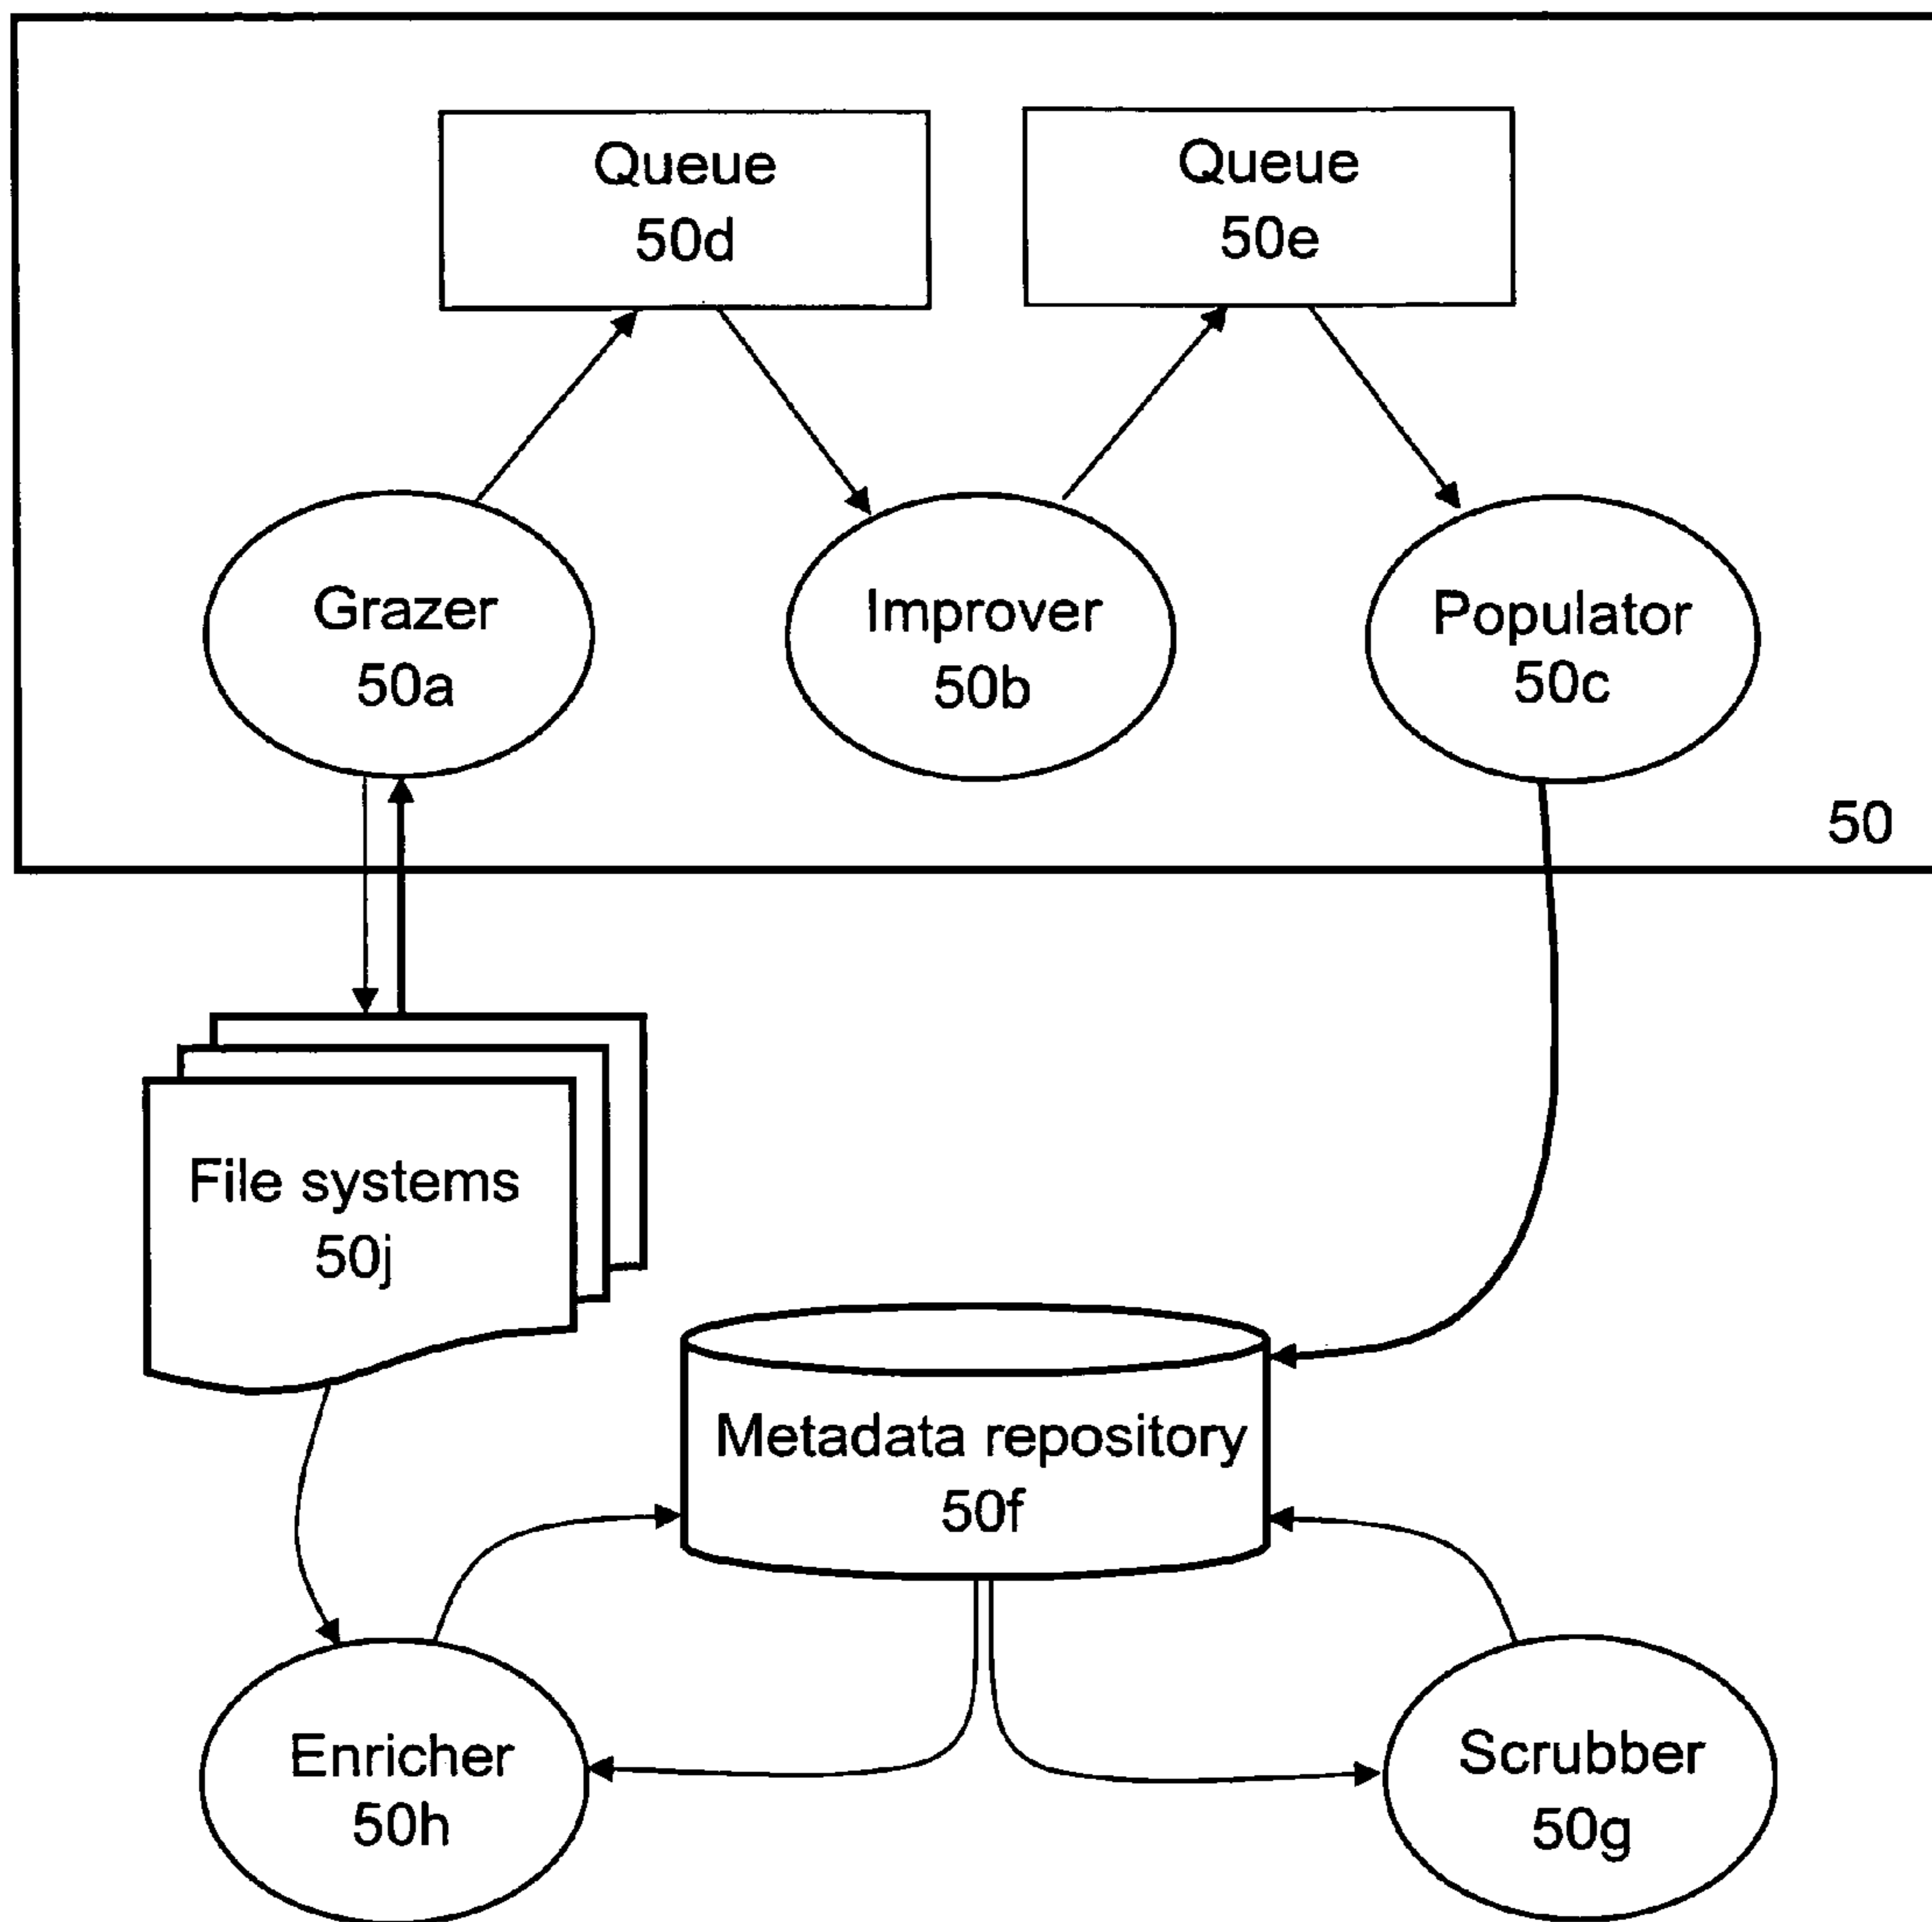 Queue
50d
Queue
50e
Grazer
50a
Improver
50b
Populator
50c
50
File systems
50j
Metadata repository
50f
Enricher
50h
Scrubber
50g